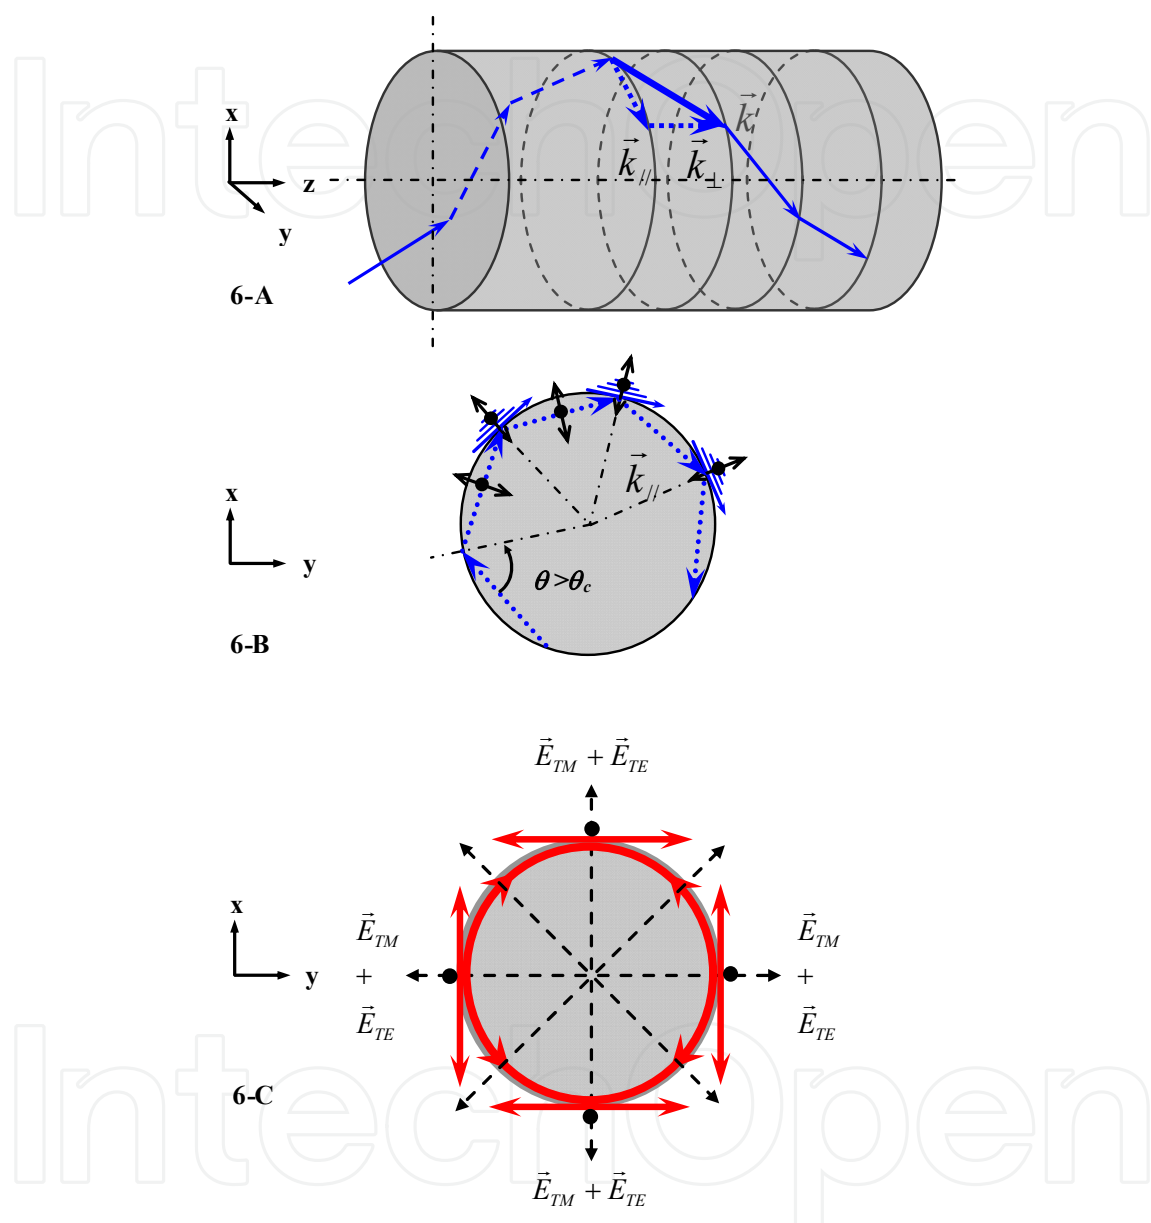 IntechOpen
x
z
y
6-A
k⃗//
k⃗⊥
k⃗
x
y
6-B
k⃗//
θ>θc
E⃗TM + E⃗TE
x
y
6-C
E⃗TM
+
E⃗TE
E⃗TM
+
E⃗TE
E⃗TM + E⃗TE
IntechOpen